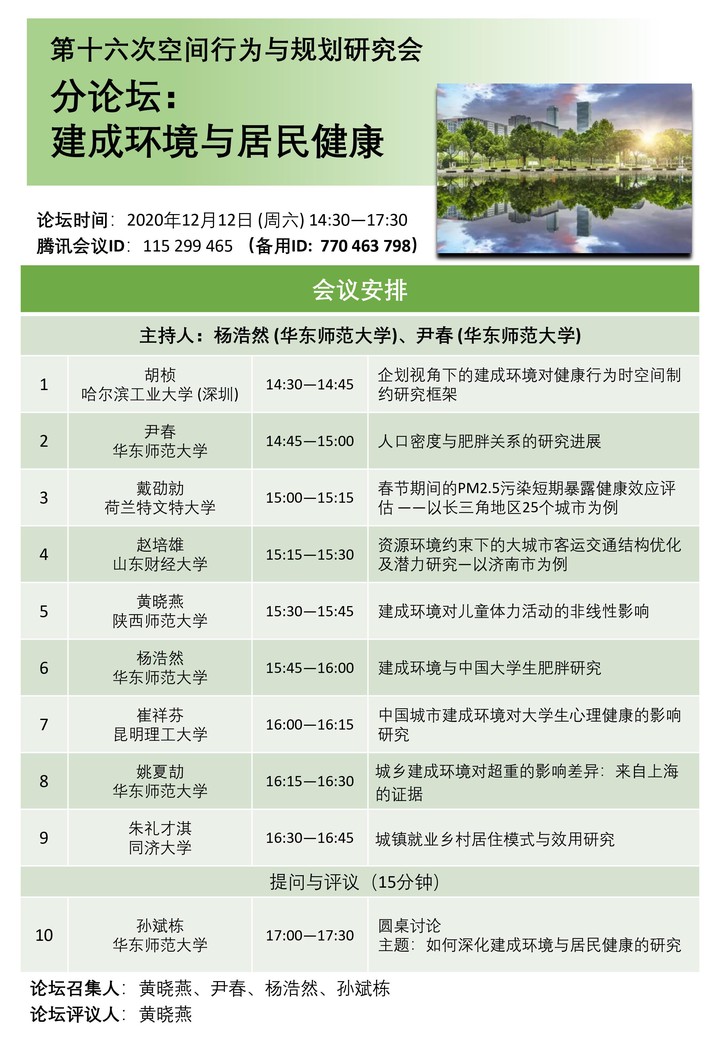 第十六次空间行为与规划研究会
分论坛：
建成环境与居民健康
论坛时间：2020年12月12日 (周六) 14:30—17:30
腾讯会议ID：115 299 465 （备用ID: 770 463 798）
会议安排
主持人：杨浩然 (华东师范大学)、尹春 (华东师范大学)
1
胡桢
哈尔滨工业大学 (深圳)
14:30—14:45
企划视角下的建成环境对健康行为时空间制
约研究框架
2
尹春
华东师范大学
14:45—15:00
人口密度与肥胖关系的研究进展
3
戴劭勍
荷兰特文特大学
15:00—15:15
春节期间的PM2.5污染短期暴露健康效应评
估 ——以长三角地区25个城市为例
4
赵培雄
山东财经大学
15:15—15:30
资源环境约束下的大城市客运交通结构优化
及潜力研究—以济南市为例
5
黄晓燕
陕西师范大学
15:30—15:45
建成环境对儿童体力活动的非线性影响
6
杨浩然
华东师范大学
15:45—16:00
建成环境与中国大学生肥胖研究
7
崔祥芬
昆明理工大学
16:00—16:15
中国城市建成环境对大学生心理健康的影响
研究
8
姚夏劼
华东师范大学
16:15—16:30
城乡建成环境对超重的影响差异：来自上海
的证据
9
朱礼才淇
同济大学
16:30—16:45
城镇就业乡村居住模式与效用研究
提问与评议（15分钟）
10
孙斌栋
华东师范大学
17:00—17:30
圆桌讨论
主题：如何深化建成环境与居民健康的研究
论坛召集人：黄晓燕、尹春、杨浩然、孙斌栋
论坛评议人：黄晓燕